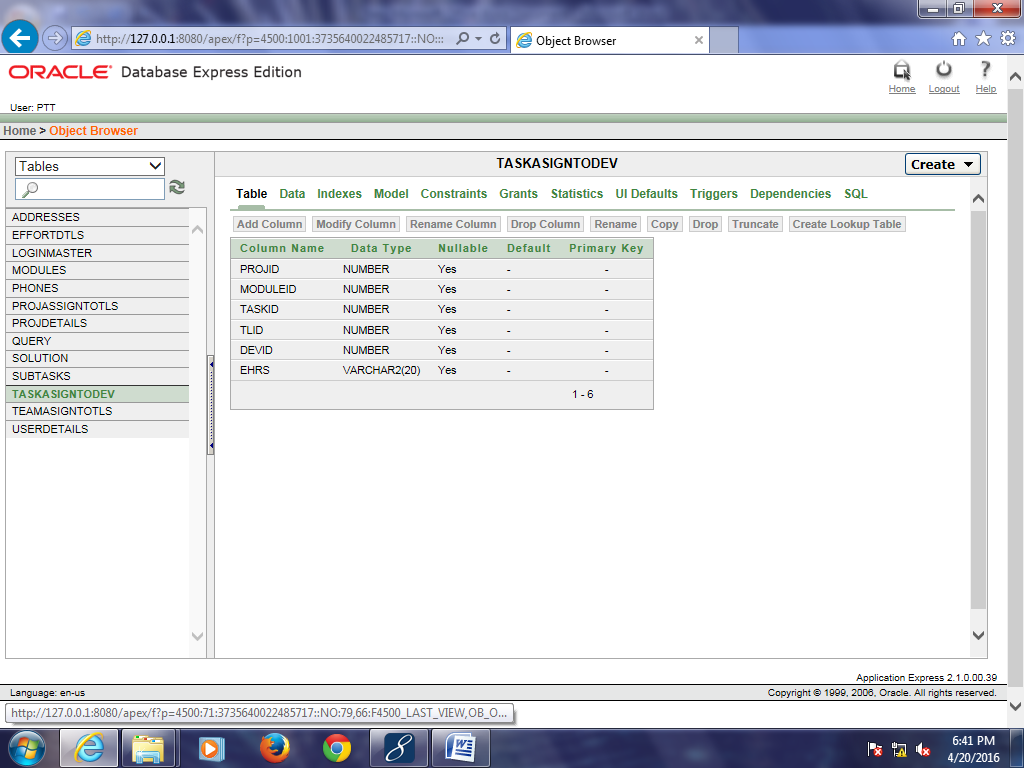 http://127.0.0.1:8080/apex/f?p=4500:1001:3735640022485717::NO:::
Object Browser
ORACLE Database Express Edition
Home Logout Help
User: PTT
Home > Object Browser
Tables
TASKASIGNTODEV
Create
Table Data Indexes Model Constraints Grants Statistics UI Defaults Triggers Dependencies SQL
Add Column Modify Column Rename Column Drop Column Rename Copy Drop Truncate Create Lookup Table
ADDRESSES
EFFORTDTLS
LOGINMASTER
MODULES
PHONES
PROJASSIGNTOTLS
PROJDETAILS
QUERY
SOLUTION
SUBTASKS
TASKASIGNTODEV
TEAMASIGNTOTLS
USERDETAILS
Column Name Data Type Nullable Default Primary Key
PROJID NUMBER Yes - -
MODULEID NUMBER Yes - -
TASKID NUMBER Yes - -
TLID NUMBER Yes - -
DEVID NUMBER Yes - -
EHRS VARCHAR2(20) Yes - -
1 - 6
Application Express 2.1.0.00.39
Language: en-us
Copyright © 1999, 2006, Oracle. All rights reserved.
http://127.0.0.1:8080/apex/f?p=4500:71:3735640022485717::NO:79,66:F4500_LAST_VIEW,OB_O...
6:41 PM
4/20/2016